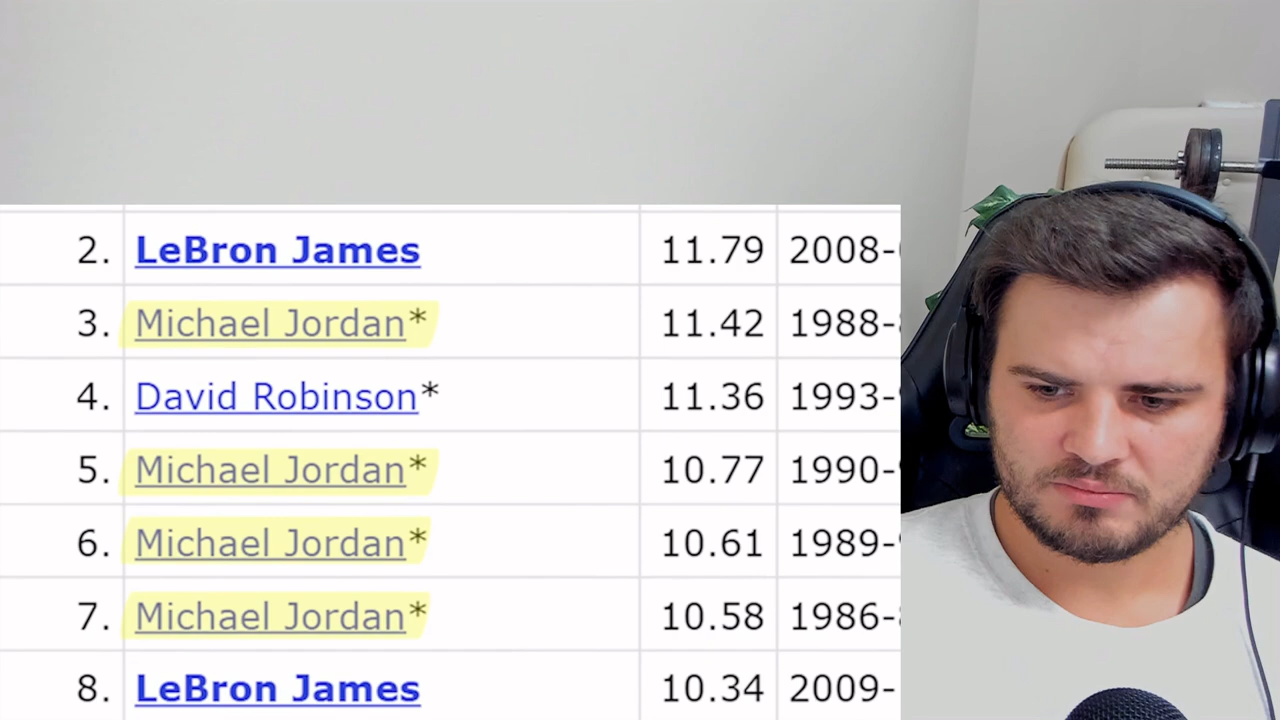 2. LeBron James 11.79 2008-
3. Michael Jordan* 11.42 1988-
4. David Robinson* 11.36 1993-
5. Michael Jordan* 10.77 1990-
6. Michael Jordan* 10.61 1989-
7. Michael Jordan* 10.58 1986-
8. LeBron James 10.34 2009-